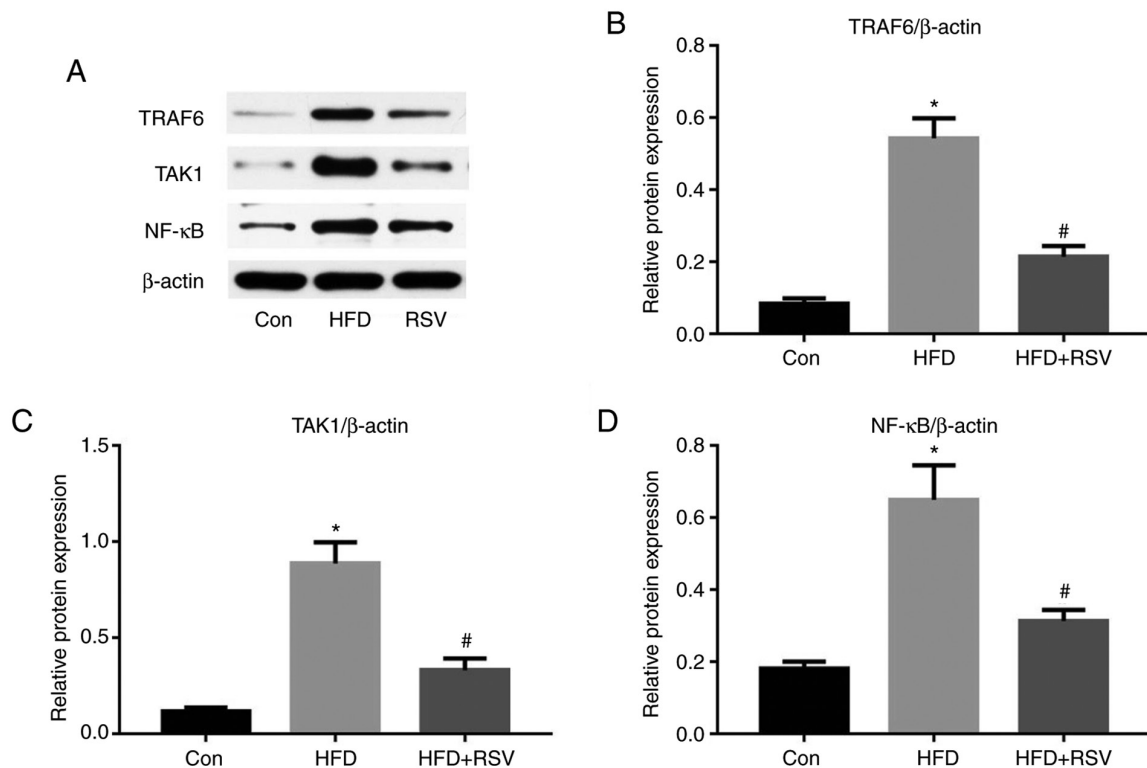 A
TRAF6
TAK1
NF-κB
β-actin
Con HFD RSV
B
TRAF6/β-actin
Relative protein expression
0.8
0.6
0.4
0.2
0.0
*
#
Con HFD HFD+RSV
C
TAK1/β-actin
Relative protein expression
1.5
1.0
0.5
0.0
*
#
Con HFD HFD+RSV
D
NF-κB/β-actin
Relative protein expression
0.8
0.6
0.4
0.2
0.0
*
#
Con HFD HFD+RSV